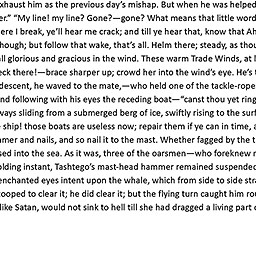 exhaust him as the previous day's mishap. But when he was helped
er." "My line! my line? Gone?—gone? What means that little word
ere I break, ye'll hear me crack; and till ye hear that, know that Ah
hough; but follow that wake, that's all. Helm there; steady, as thou
ll glorious and gracious in the wind. These warm Trade Winds, at l
eck there!—brace sharper up; crowd her into the wind's eye. He's t
descent, he waved to the mate,—who held one of the tackle-rope
nd following with his eyes the receding boat—"canst thou yet ring
ways sliding from a submerged berg of ice, swiftly rising to the surf
ship! those boats are useless now; repair them if ye can in time, a
mmer and nails, and so nail it to the mast. Whether fagged by the t
sed into the sea. As it was, three of the oarsmen—who foreknew n
olding instant, Tashtego's mast-head hammer remained suspended
enchanted eyes intent upon the whale, which from side to side stra
tooped to clear it; he did clear it; but the flying turn caught him rou
like Satan, would not sink to hell till she had dragged a living part o